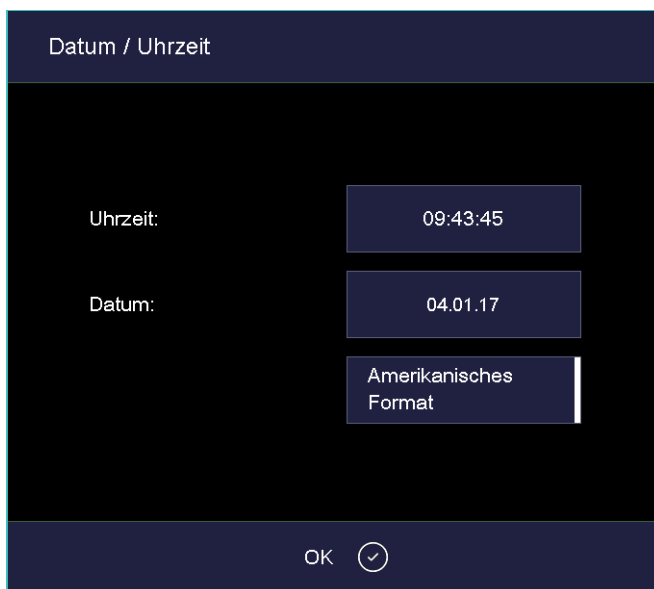 Datum / Uhrzeit
Uhrzeit:
09:43:45
Datum:
04.01.17
Amerikanisches
Format
OK